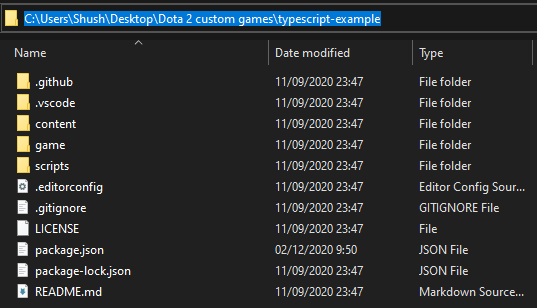 C:\Users\Shush\Desktop\Dota 2 custom games\typescript-example
Name Date modified Type
.github 11/09/2020 23:47 File folder
.vscode 11/09/2020 23:47 File folder
content 11/09/2020 23:47 File folder
game 11/09/2020 23:47 File folder
scripts 11/09/2020 23:47 File folder
.editorconfig 11/09/2020 23:47 Editor Config Sour...
.gitignore 11/09/2020 23:47 GITIGNORE File
LICENSE 11/09/2020 23:47 File
package.json 02/12/2020 9:50 JSON File
package-lock.json 11/09/2020 23:47 JSON File
README.md 11/09/2020 23:47 Markdown Source...